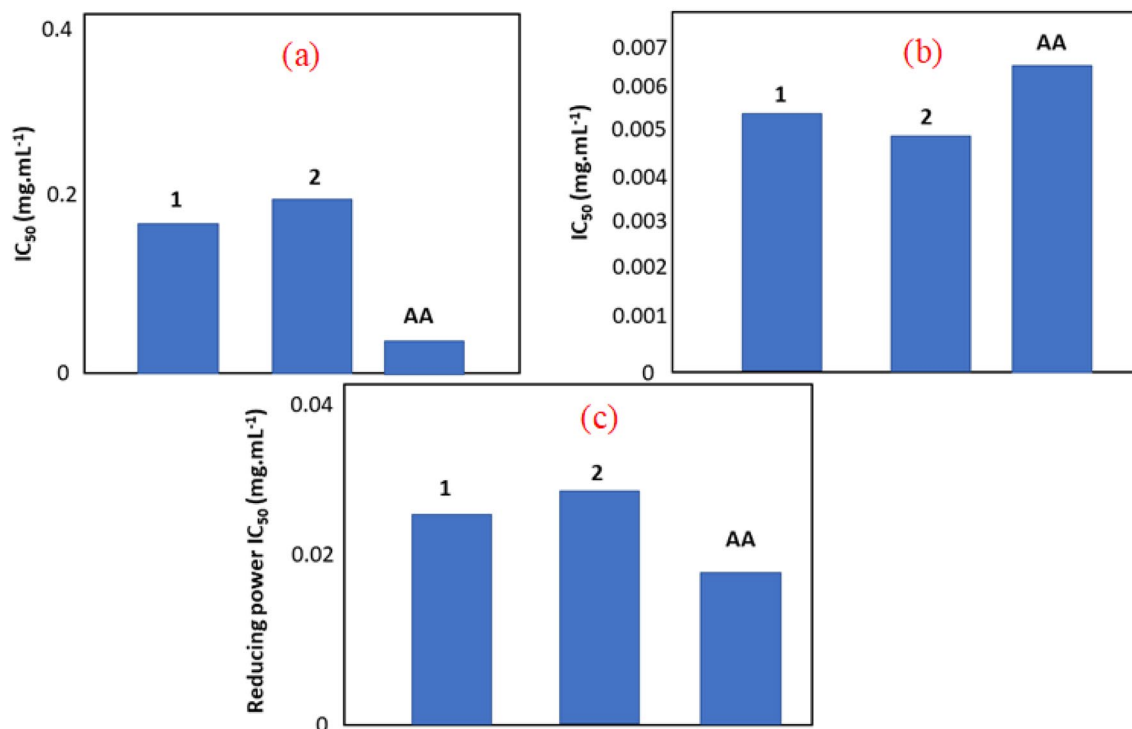 (a)
IC₅₀ (mg.mL⁻¹)
0.4
0.2
0
1
2
AA
(b)
IC₅₀ (mg.mL⁻¹)
0.007
0.006
0.005
0.004
0.003
0.002
0.001
0
1
2
AA
(c)
Reducing power IC₅₀ (mg.mL⁻¹)
0.04
0.02
0
1
2
AA